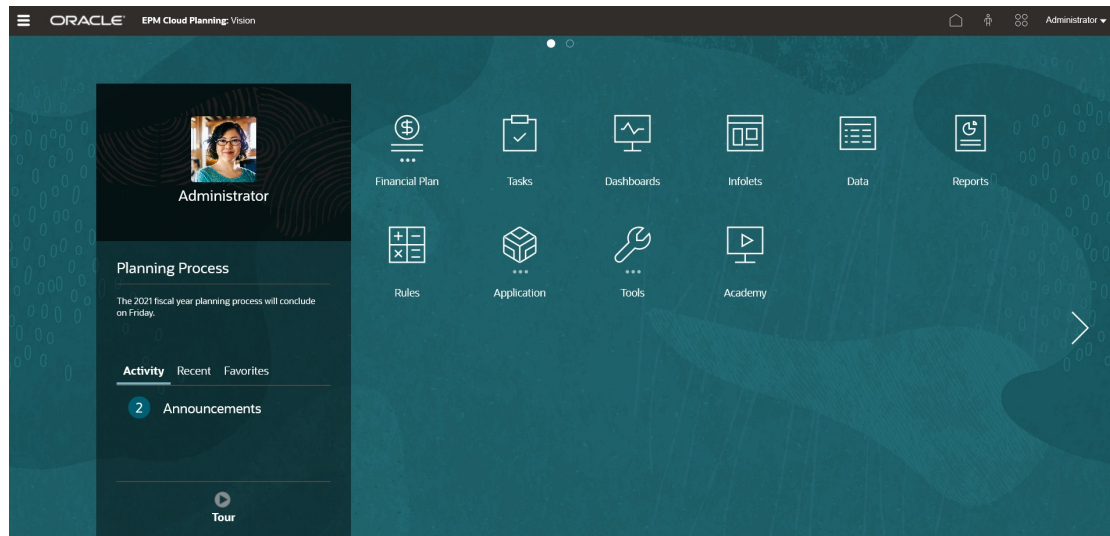 ORACLE EPM Cloud Planning: Vision Administrator
Administrator
Planning Process
The 2021 fiscal year planning process will conclude
on Friday.
Activity Recent Favorites
2 Announcements
Tour
Financial Plan Tasks Dashboards Infolets Data Reports
Rules Application Tools Academy